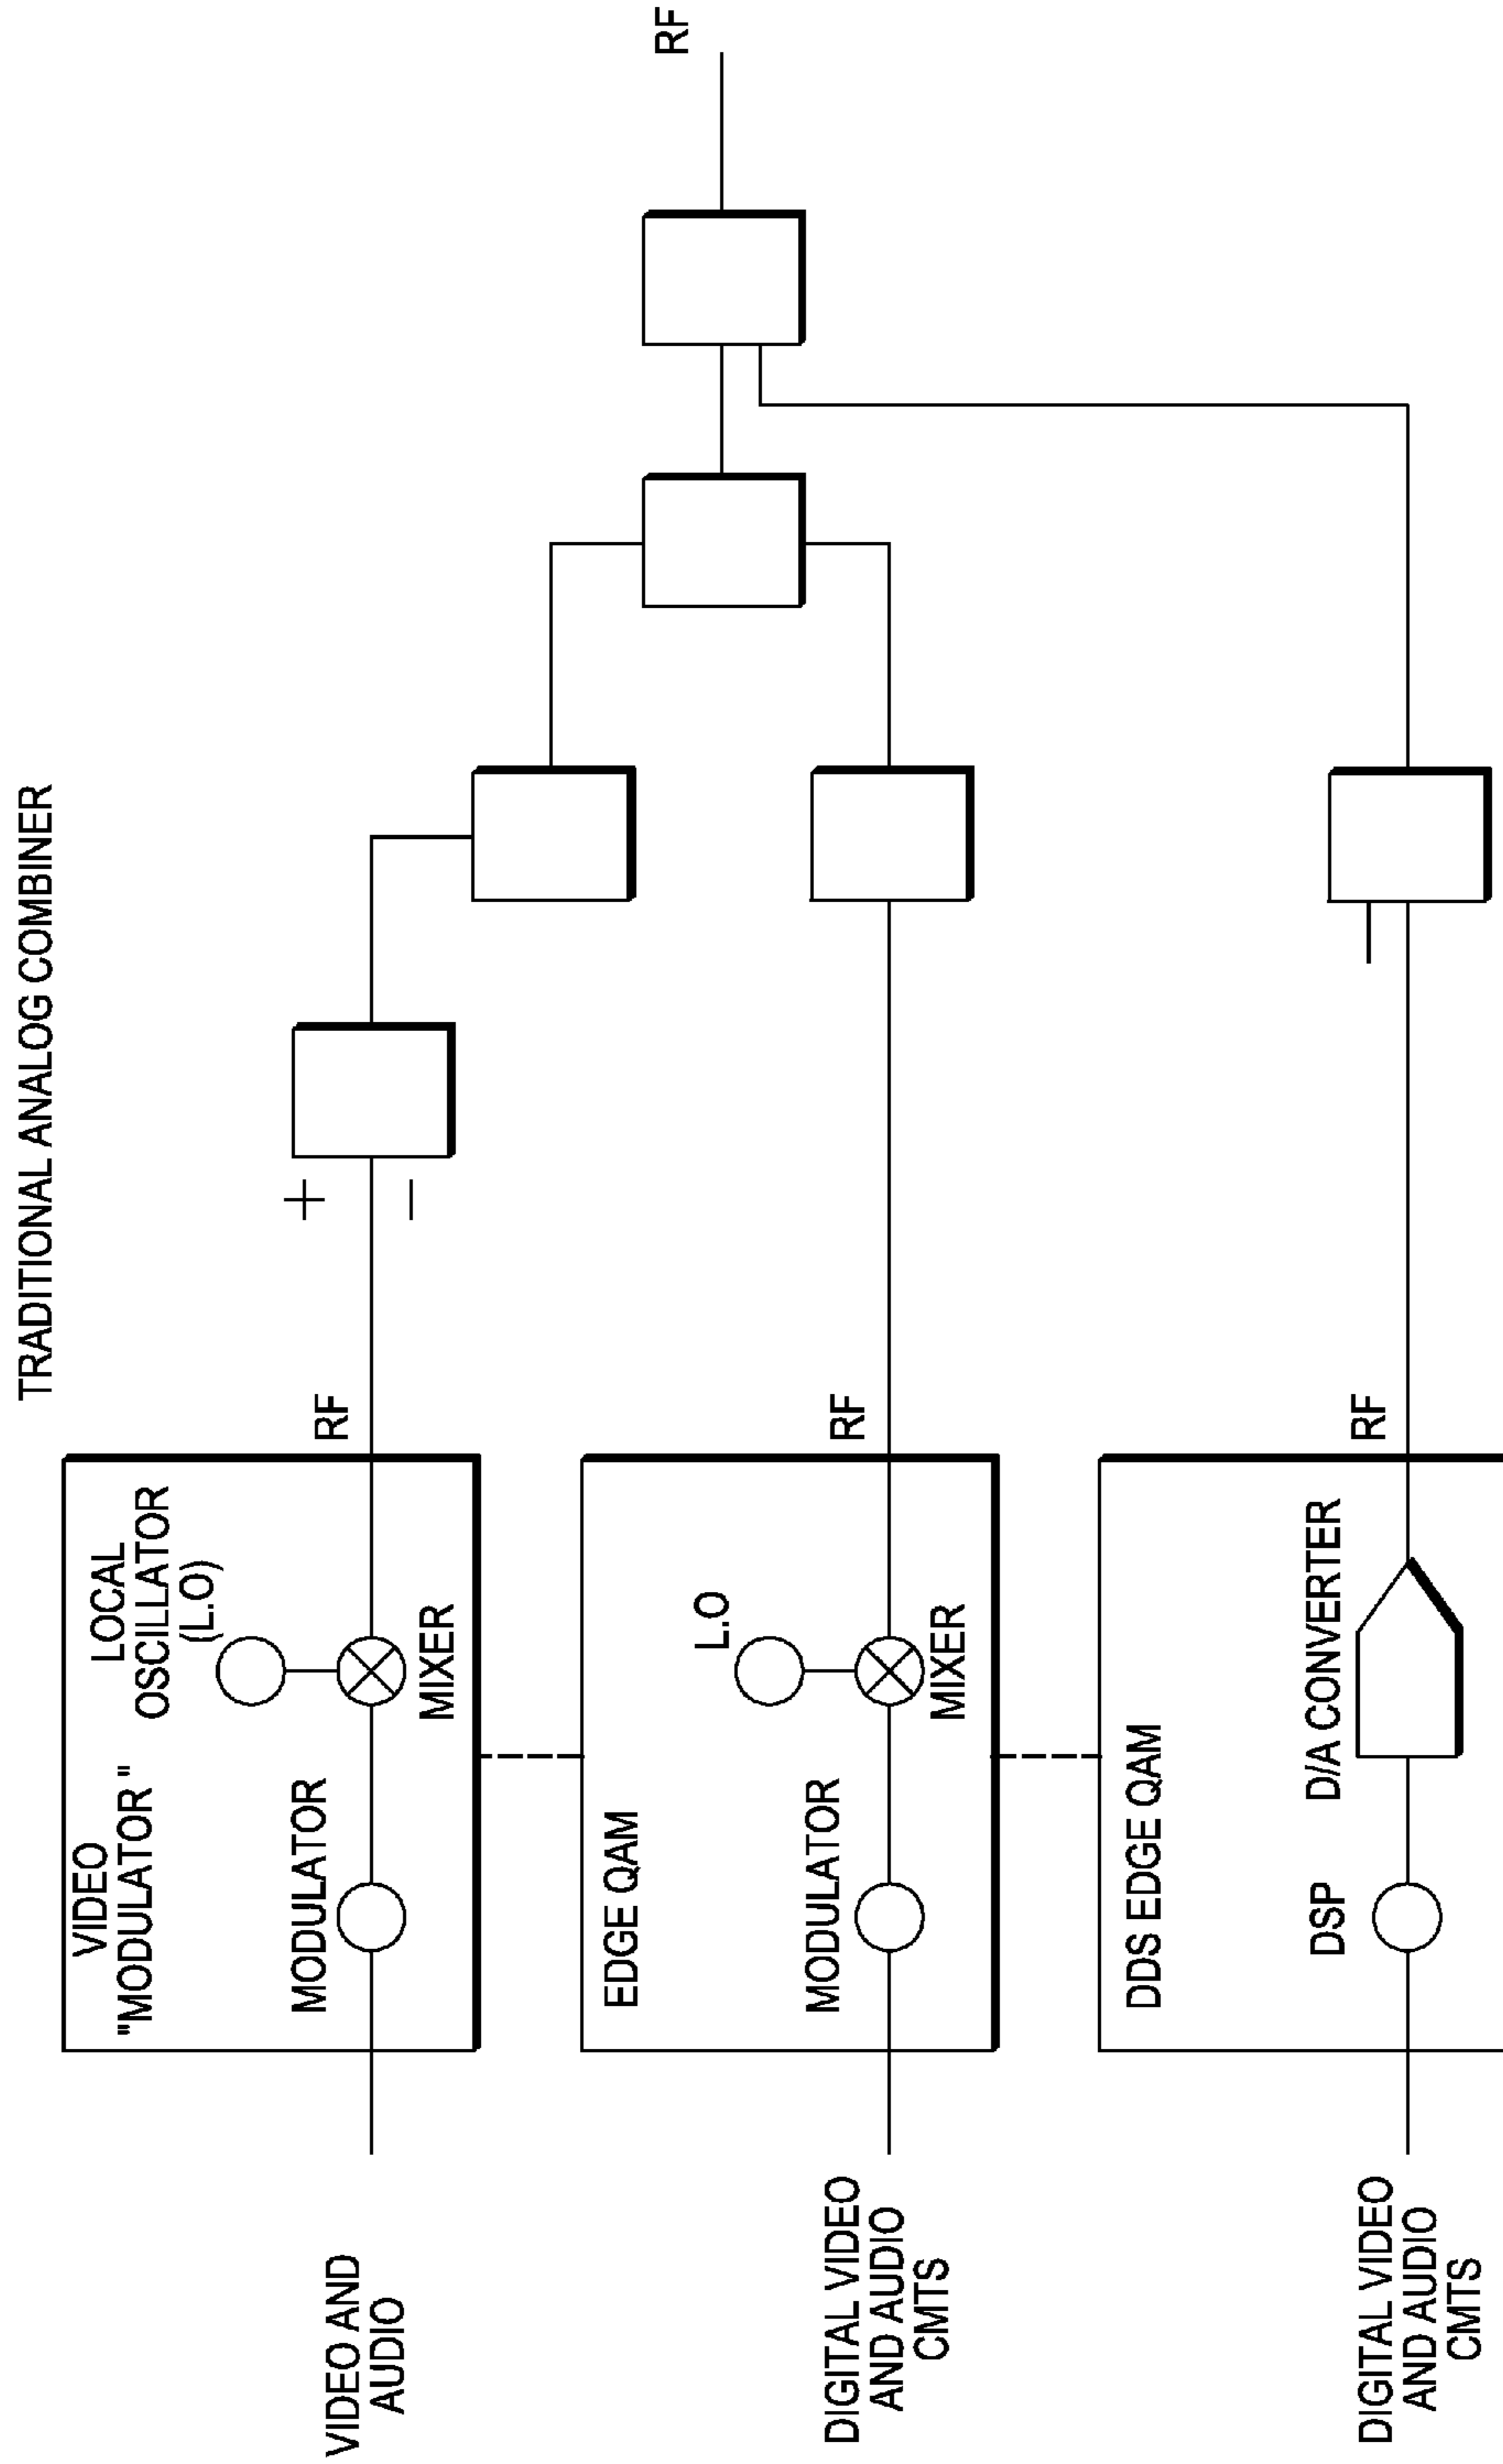 TRADITIONAL ANALOG COMBINER
VIDEO
"MODULATOR"
LOCAL
OSCILLATOR
(L.O)
MODULATOR
MIXER
RF
VIDEO AND
AUDIO
+
−
EDGE QAM
L.O
MODULATOR
MIXER
RF
DIGITAL VIDEO
AND AUDIO
CMTS
RF
DDS EDGE QAM
DSP
D/A CONVERTER
RF
DIGITAL VIDEO
AND AUDIO
CMTS